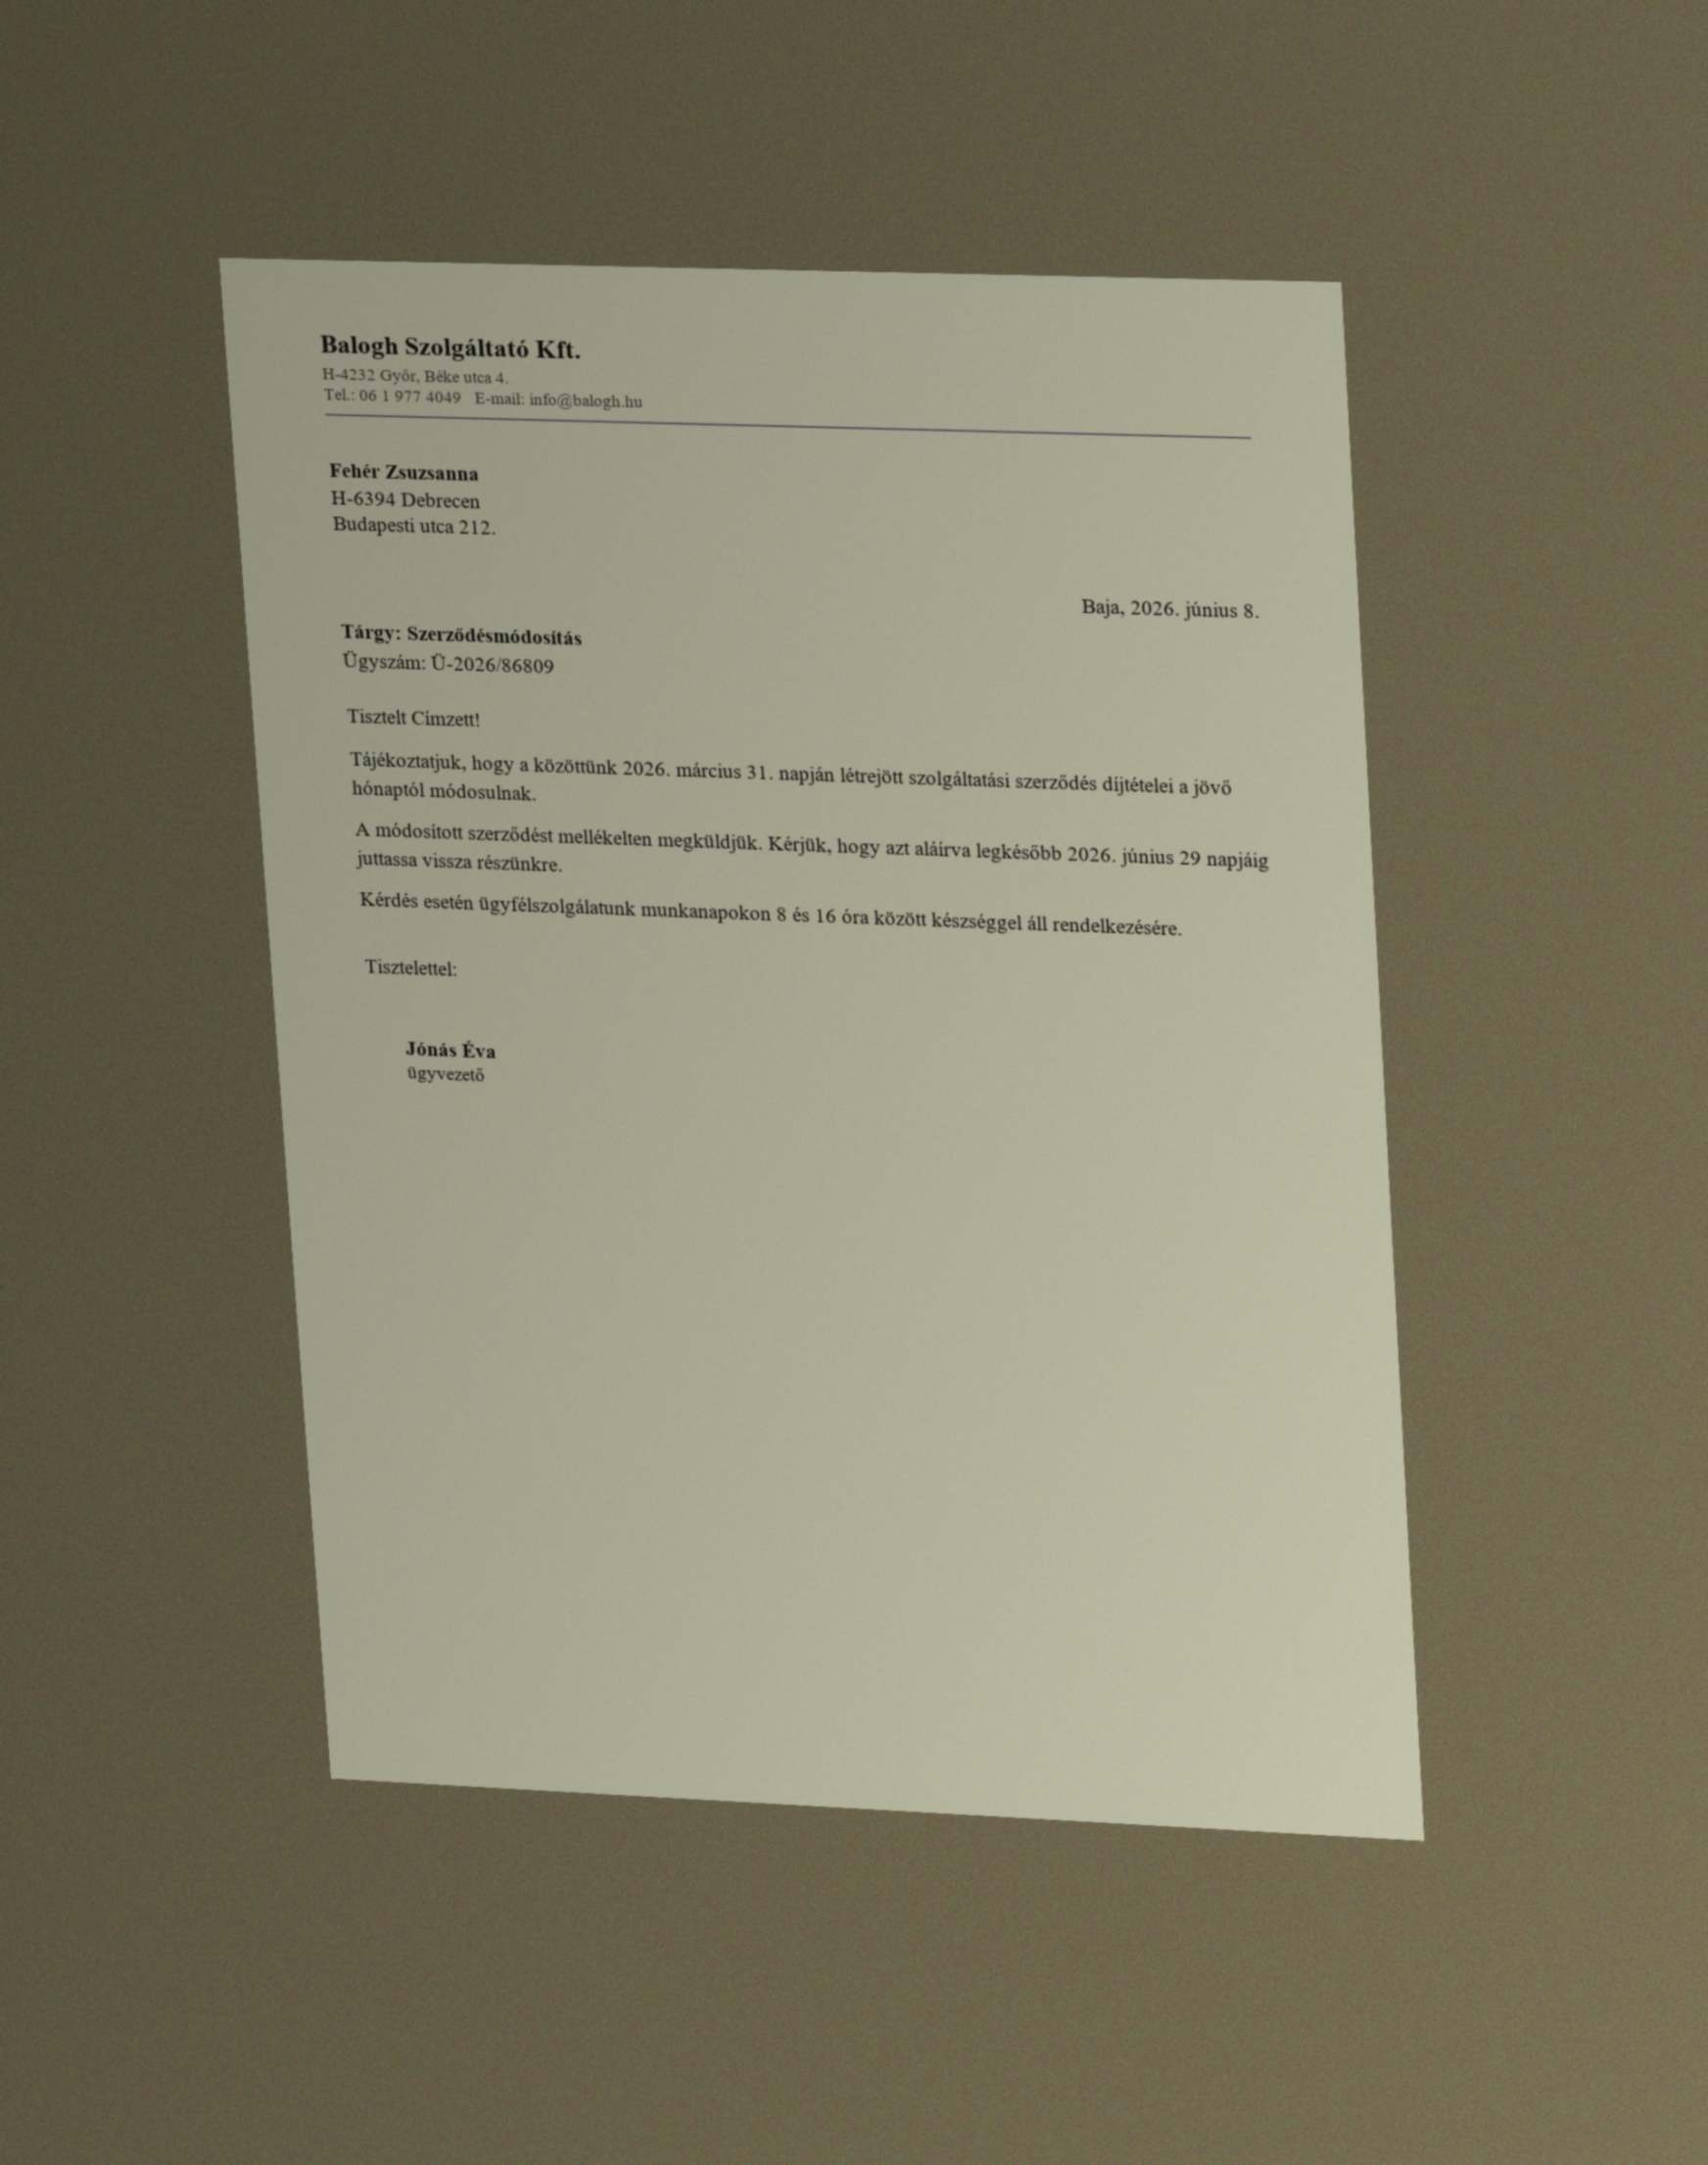 Balogh Szolgáltató Kft.
H-4232 Győr, Béke utca 4.
Tel.: 06 1 977 4049 E-mail: info@balogh.hu
Fehér Zsuzsanna
H-6394 Debrecen
Budapesti utca 212.
Baja, 2026. június 8.
Tárgy: Szerződésmódosítás
Ügyszám: Ü-2026/86809
Tisztelt Címzett!
Tájékoztatjuk, hogy a közöttünk 2026. március 31. napján létrejött szolgáltatási szerződés díjtételei a jövő
hónaptól módosulnak.
A módosított szerződést mellékelten megküldjük. Kérjük, hogy azt aláírva legkésőbb 2026. június 29 napjáig
juttassa vissza részünkre.
Kérdés esetén ügyfélszolgálatunk munkanapokon 8 és 16 óra között készséggel áll rendelkezésére.
Tisztelettel:
Jónás Éva
ügyvezető